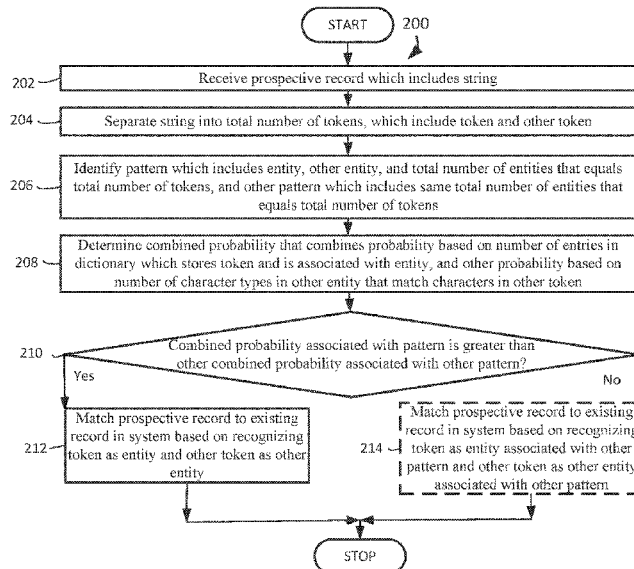 START
200
202
Receive prospective record which includes string
204
Separate string into total number of tokens, which include token and other token
206
Identify pattern which includes entity, other entity, and total number of entities that equals
total number of tokens, and other pattern which includes same total number of entities that
equals total number of tokens
208
Determine combined probability that combines probability based on number of entries in
dictionary which stores token and is associated with entity, and other probability based on
number of character types in other entity that match characters in other token
210
Combined probability associated with pattern is greater than
other combined probability associated with other pattern?
Yes
No
212
Match prospective record to existing
record in system based on recognizing
token as entity and other token as other
entity
214
Match prospective record to existing
record in system based on recognizing
token as entity associated with other
pattern and other token as other entity
associated with other pattern
STOP